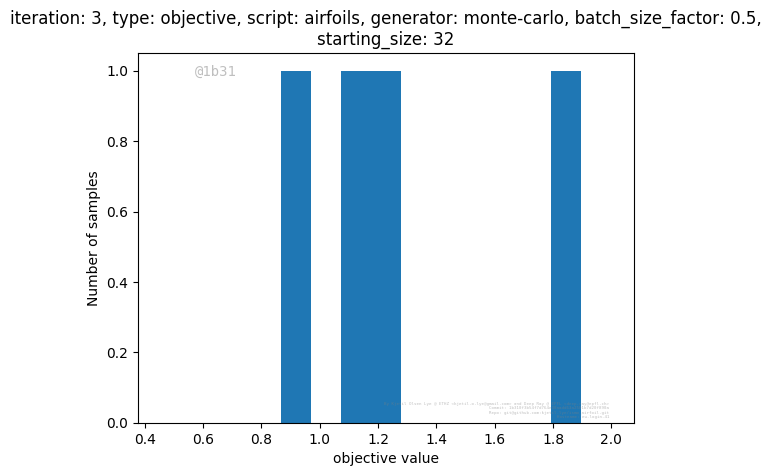 iteration: 3, type: objective, script: airfoils, generator: monte-carlo, batch_size_factor: 0.5,
starting_size: 32
@1b31
1.0
0.8
0.6
0.4
0.2
0.0
Number of samples
0.4 0.6 0.8 1.0 1.2 1.4 1.6 1.8 2.0
objective value